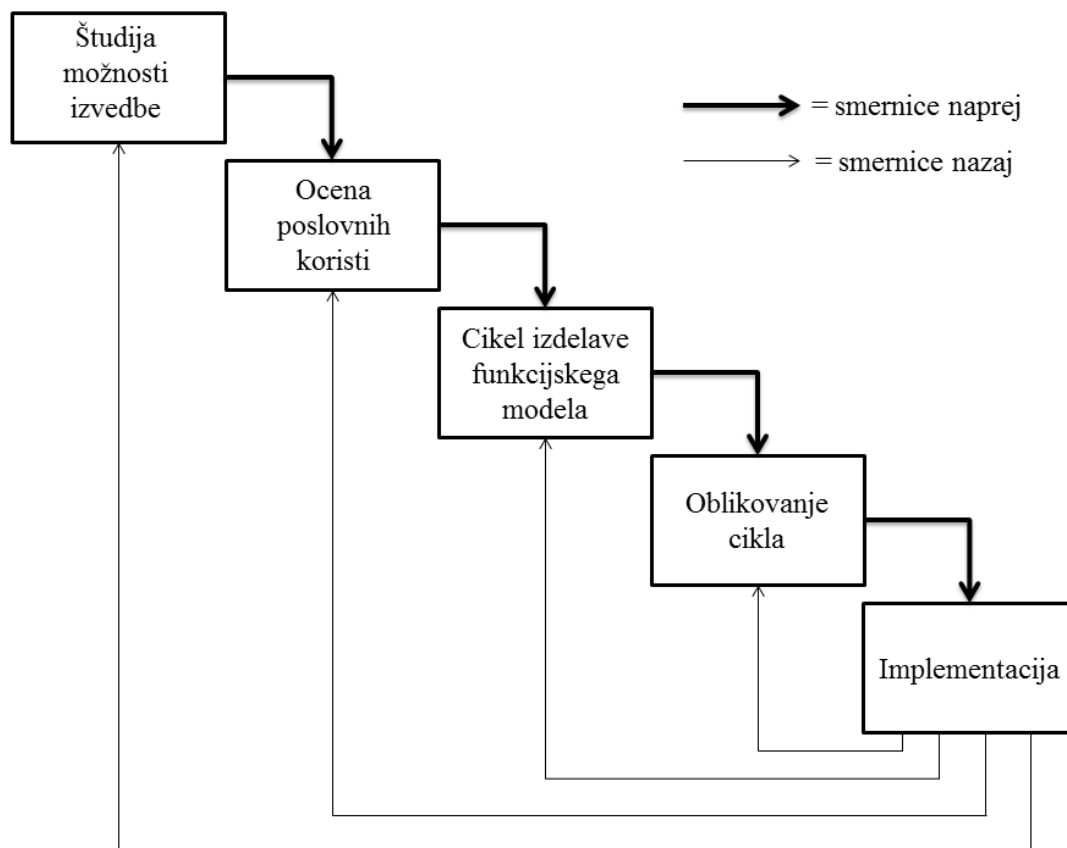 Študija
možnosti
izvedbe
= smernice naprej
= smernice nazaj
Ocena
poslovnih
koristi
Cikel izdelave
funkcijskega
modela
Oblikovanje
cikla
Implementacija